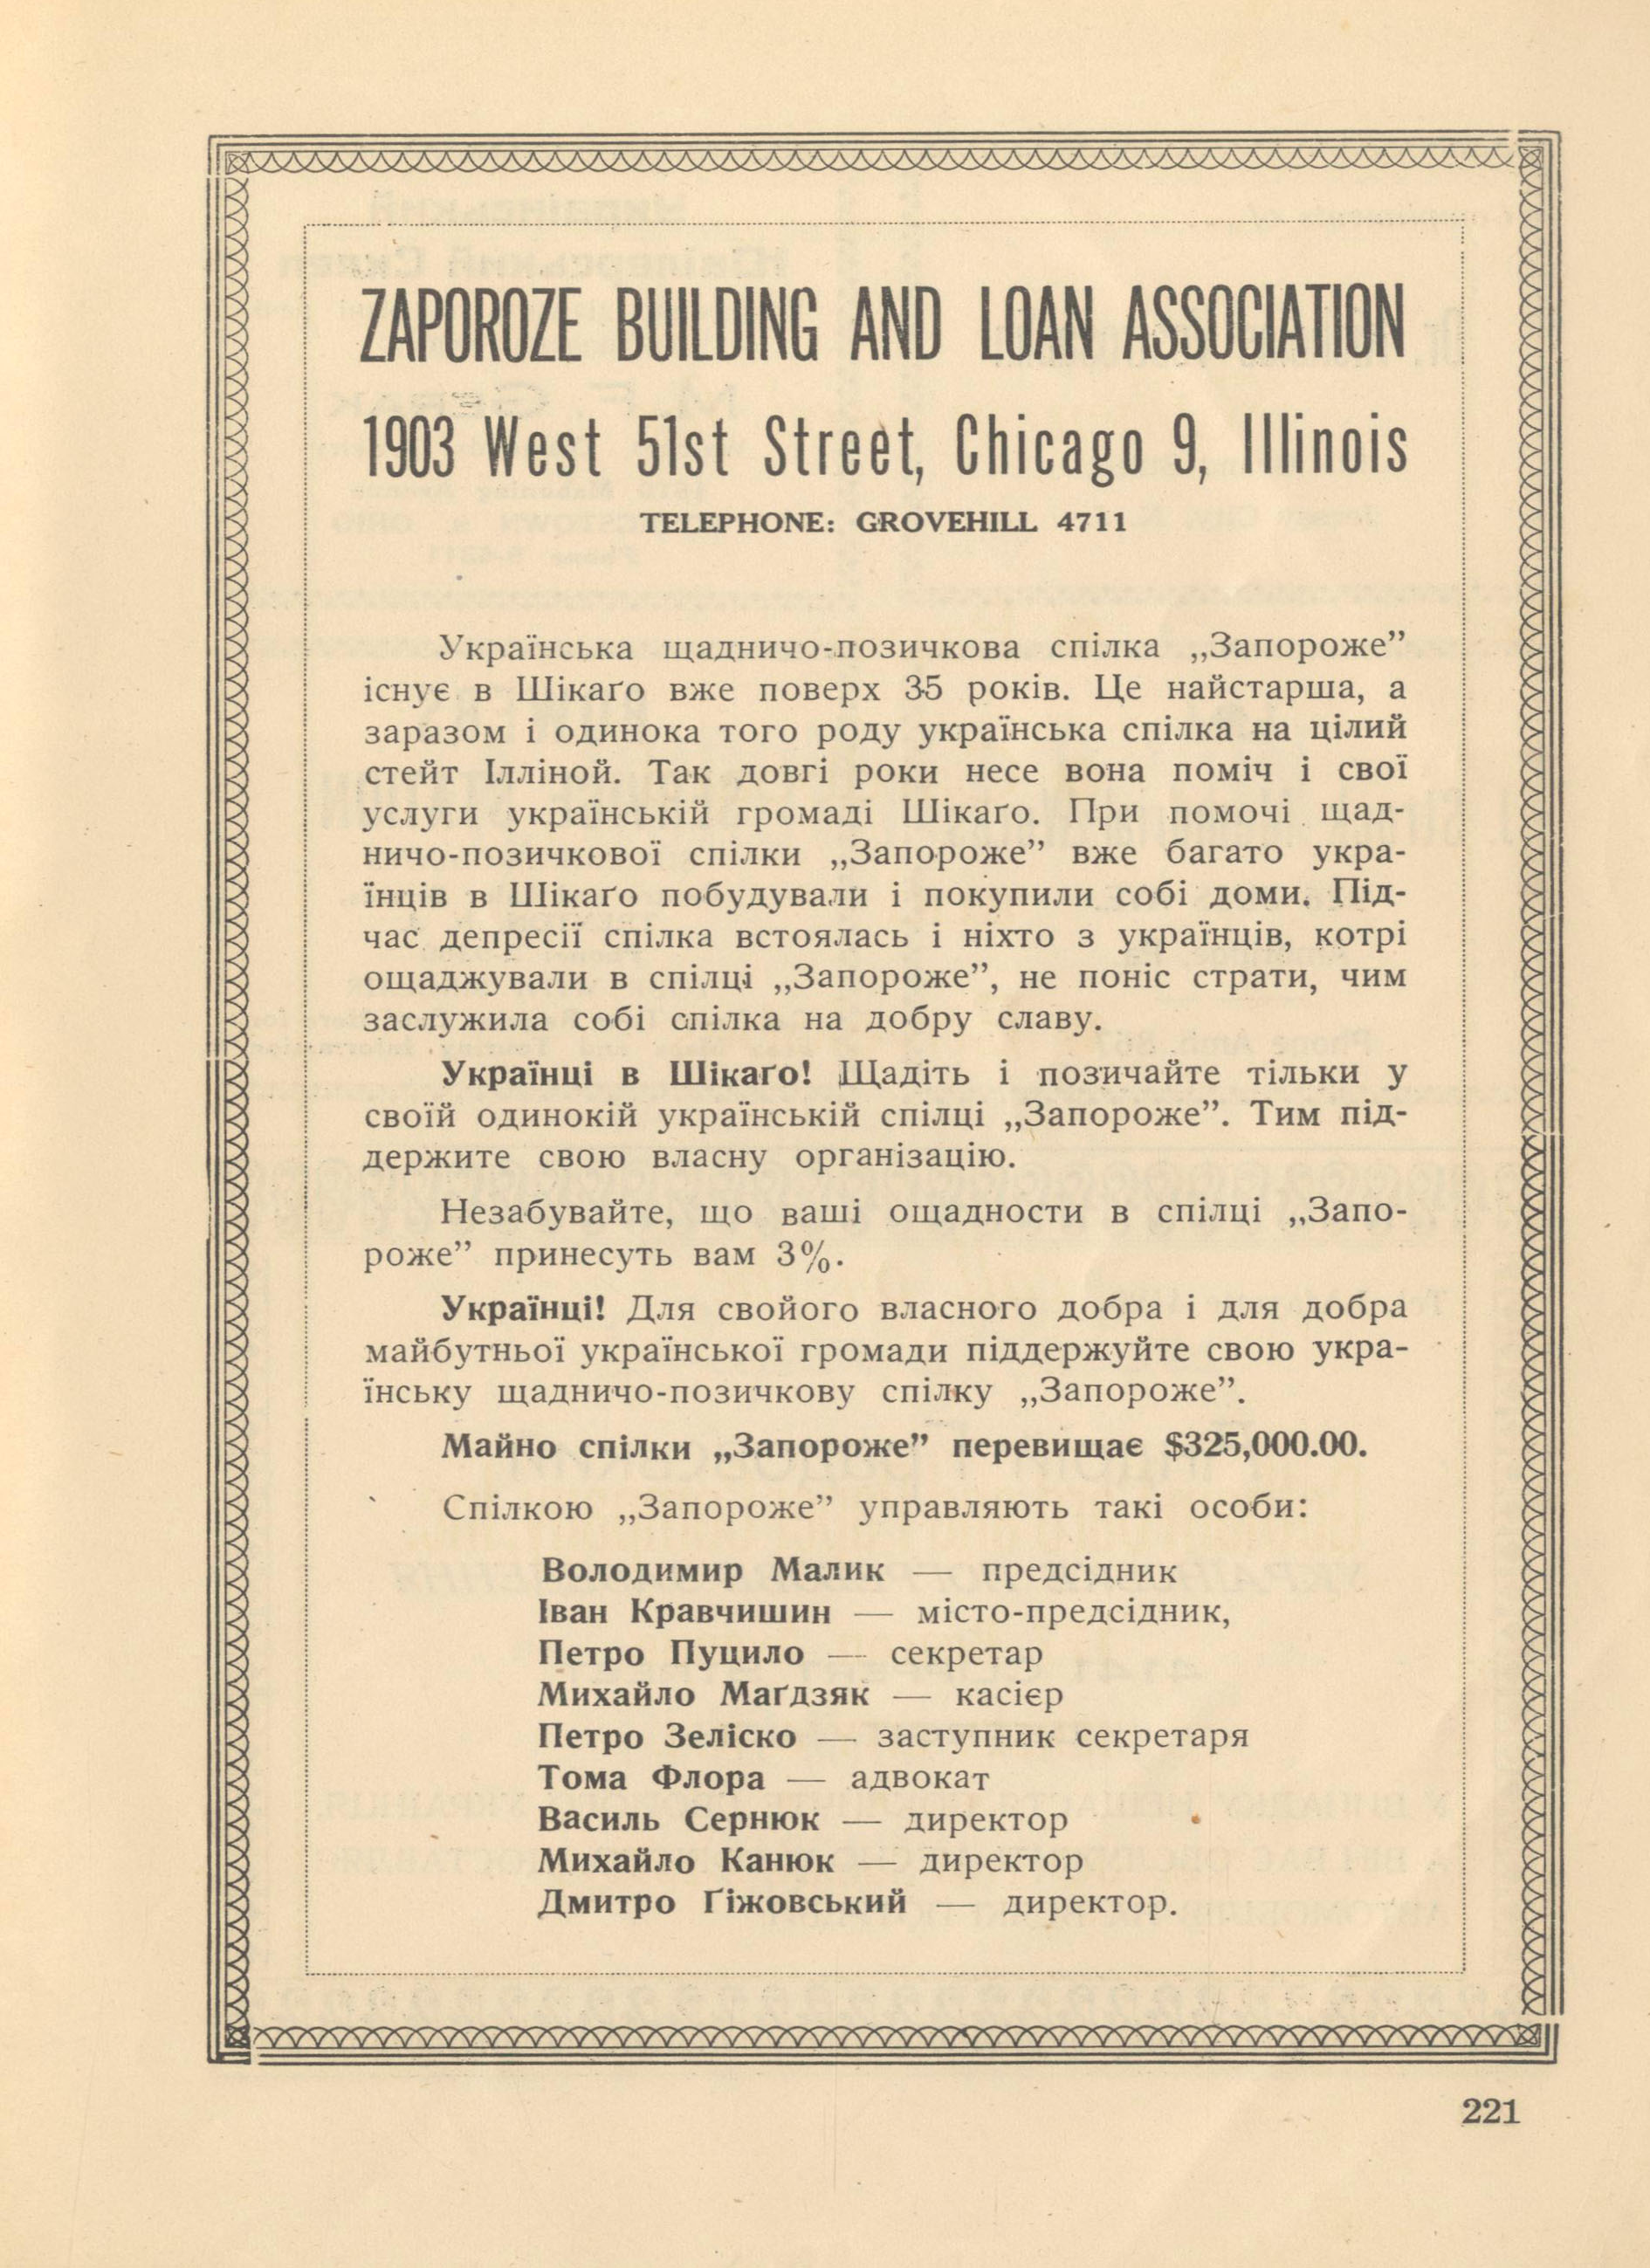 ZAPOROZE BUILDING AND LOAN ASSOCIATION
1903 West 51st Street, Chicago 9, Illinois
TELEPHONE: GROVEHILL 4711
Українська щадничо-позичкова спілка „Запороже”
існує в Шікаґо вже поверх 35 років. Це найстарша, а
заразом і одинока того роду українська спілка на цілий
стейт Ілліной. Так довгі роки несе вона поміч і свої
услуги українській громаді Шікаґо. При помочі щад-
ничо-позичкової спілки „Запороже” вже багато укра-
їнців в Шікаґо побудували і покупили собі доми. Під-
час депресії спілка встоялась і ніхто з українців, котрі
ощаджували в спілці „Запороже”, не поніс страти, чим
заслужила собі спілка на добру славу.
Українці в Шікаґо! Щадіть і позичайте тільки у
своїй одинокій українській спілці „Запороже”. Тим під-
держите свою власну організацію.
Незабувайте, що ваші ощадности в спілці „Запо-
роже” принесуть вам 3%.
Українці! Для свойого власного добра і для добра
майбутньої української громади піддержуйте свою укра-
їнську щадничо-позичкову спілку „Запороже”.
Майно спілки „Запороже” перевищає $325,000.00.
Спілкою „Запороже” управляють такі особи:
Володимир Малик — предсідник
Іван Кравчишин — місто-предсідник,
Петро Пуцило — секретар
Михайло Маґдзяк — касієр
Петро Зеліско — заступник секретаря
Тома Флора — адвокат
Василь Сернюк — директор
Михайло Канюк — директор
Дмитро Ґіжовський — директор.
221